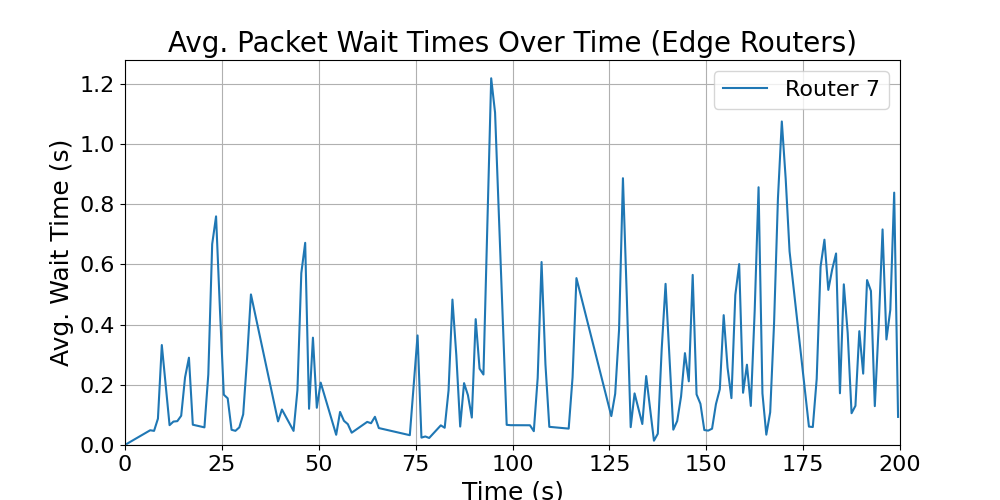 Avg. Packet Wait Times Over Time (Edge Routers)
Router 7
Avg. Wait Time (s)
1.2
1.0
0.8
0.6
0.4
0.2
0.0
0 25 50 75 100 125 150 175 200
Time (s)